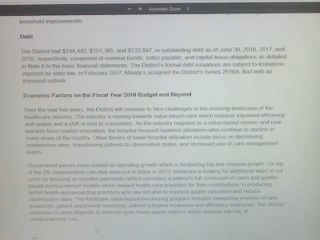 Automatic Zoom
leasehold improvements.
Debt
The District had $144,442, $151,365, and $132,847, in outstanding debt as of June 30, 2018, 2017, and
2016, respectively, comprised of revenue bonds, notes payable, and capital lease obligations as detailed
in Note 8 to the basic financial statements. The District's formal debt issuances are subject to limitations
imposed by state law. In February 2017, Moody's assigned the District's Series 2016A, Ba3 with an
improved outlook.
Economic Factors on the Fiscal Year 2018 Budget and Beyond
Over the next five years, the District will continue to face challenges in the evolving landscape of the
healthcare industry. The industry is moving towards value-based care which requires improved efficiency
and quality and a shift of cost to consumers. As the industry migrates to a value-based system and new
entrants focus market innovation, the hospital-focused inpatient utilization rates continue to decline in
many areas of the country. Other drivers of lower hospital utilization include focus on decreasing
readmission rates, transitioning patients to observation status, and increased use of care management
teams.
Government payers have slowed on spending growth which is tempering top-line revenue growth. On top
of the 2% sequestration cuts that were put in place in 2013, Medicare is looking for additional ways to cut
costs by focusing on bundled payments (which considers a patient's full continuum of care) and quality
based reimbursement models, which reward health care providers for their contributions to producing
better health and penalizing providers who are not able to improve quality outcomes and reduce
readmission rates. The Medicare value-based purchasing program includes measuring process of care
measures, patient experience measures, patient outcome measures and efficiency measures. The District
continues to work diligently to improve upon these quality metrics which reduces the risk of
reimbursement cuts.